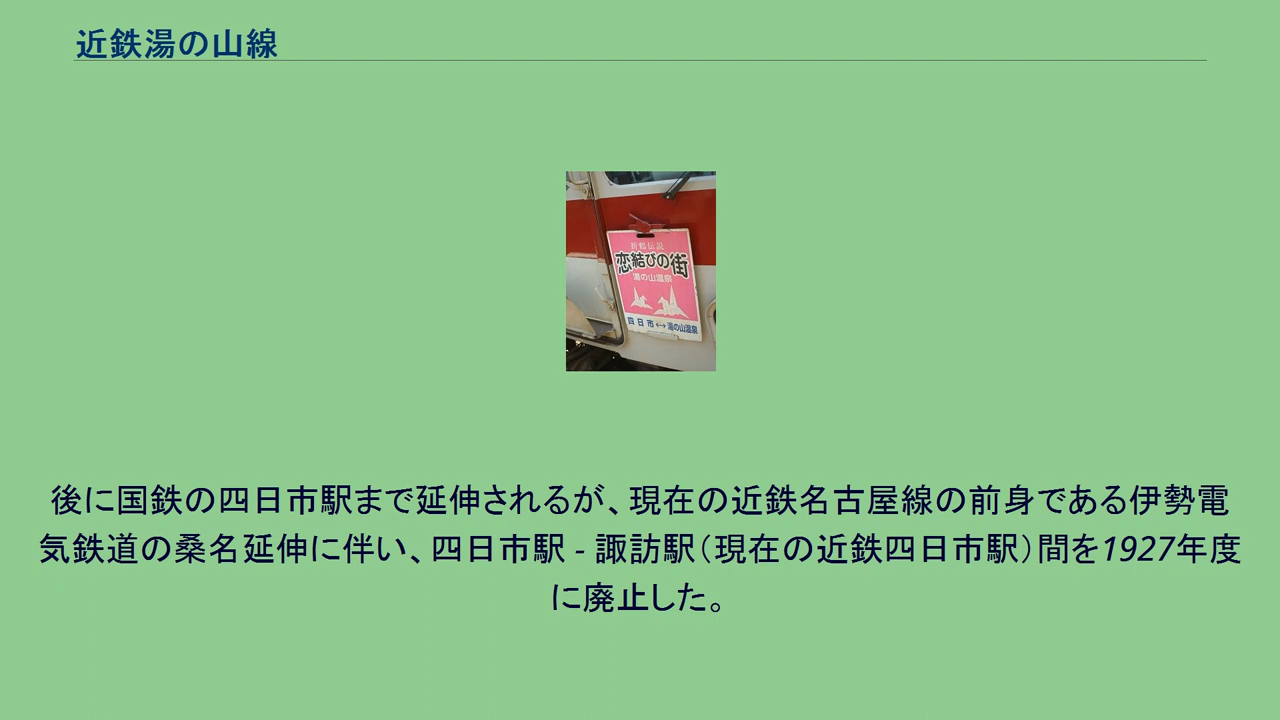 近鉄湯の山線
折鶴伝説
恋結びの街
湯の山温泉
四日市↔湯の山温泉
後に国鉄の四日市駅まで延伸されるが、現在の近鉄名古屋線の前身である伊勢電
気鉄道の桑名延伸に伴い、四日市駅 - 諏訪駅（現在の近鉄四日市駅）間を1927年度
に廃止した。